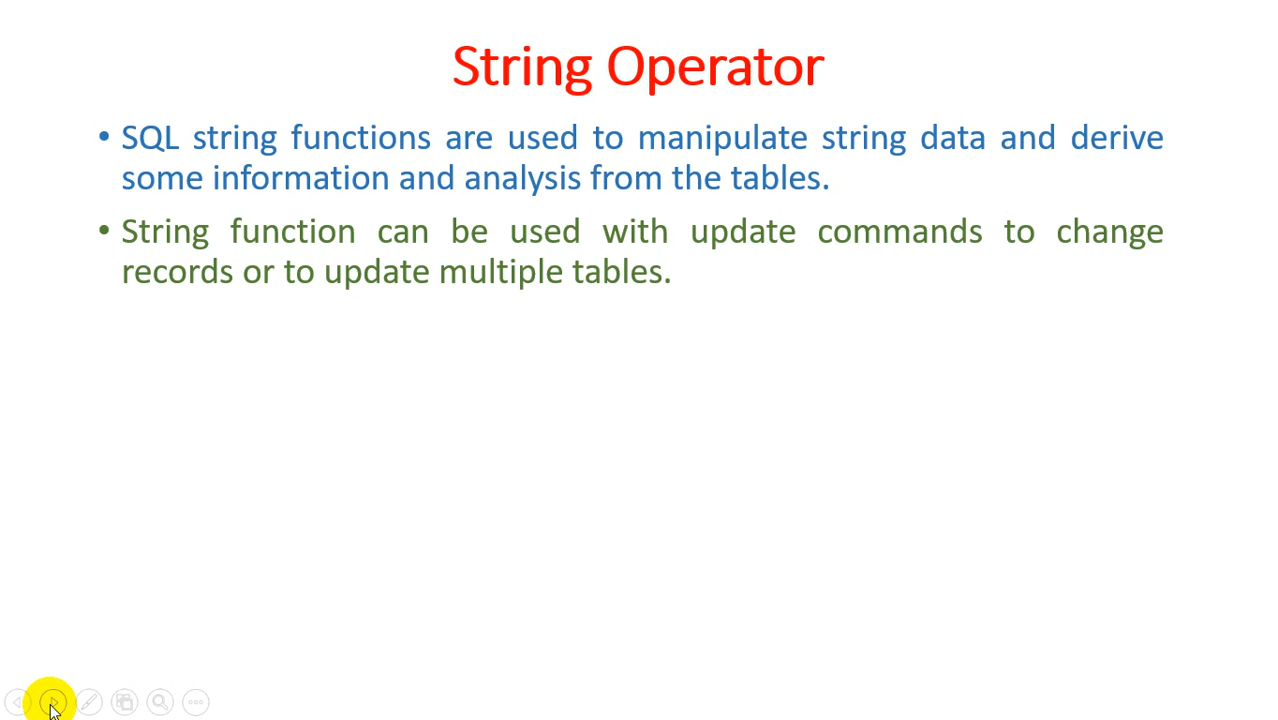 String Operator
• SQL string functions are used to manipulate string data and derive
some information and analysis from the tables.
• String function can be used with update commands to change
records or to update multiple tables.